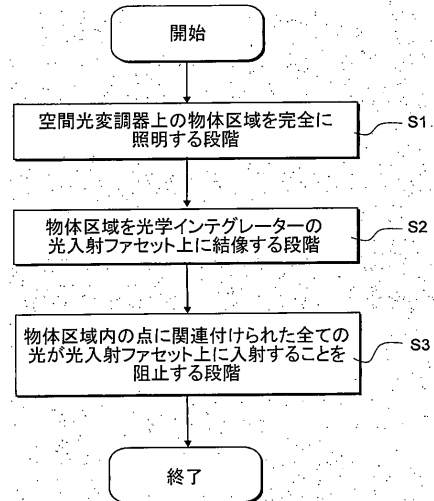 開始
空間光変調器上の物体区域を完全に
照明する段階
S1
物体区域を光学インテグレーターの
光入射ファセット上に結像する段階
S2
物体区域内の点に関連付けられた全ての
光が光入射ファセット上に入射することを
阻止する段階
S3
終了